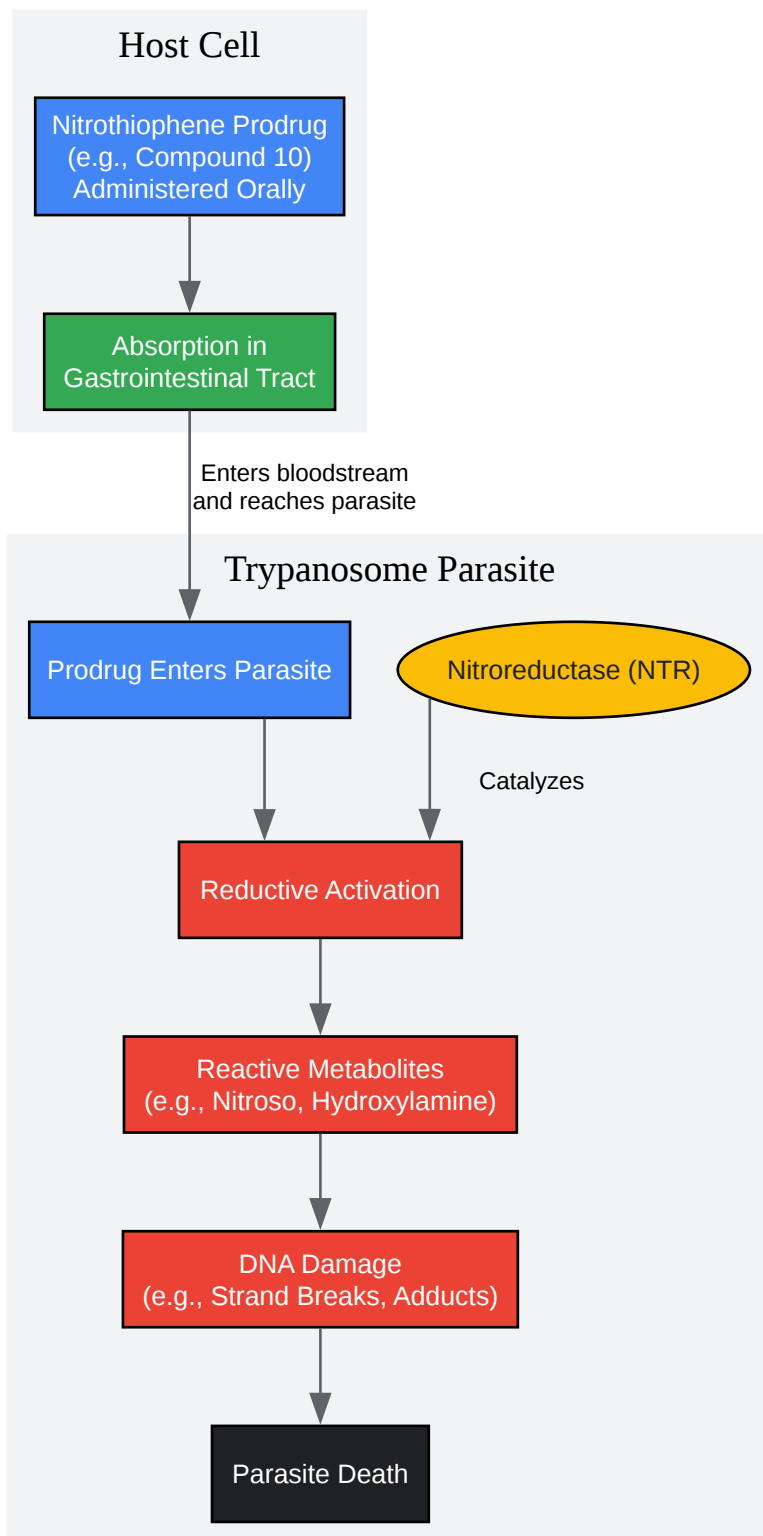 Host Cell
Nitrothiophene Prodrug
(e.g., Compound 10)
Administered Orally
Absorption in
Gastrointestinal Tract
Enters bloodstream
and reaches parasite
Trypanosome Parasite
Prodrug Enters Parasite
Nitroreductase (NTR)
Catalyzes
Reductive Activation
Reactive Metabolites
(e.g., Nitroso, Hydroxylamine)
DNA Damage
(e.g., Strand Breaks, Adducts)
Parasite Death